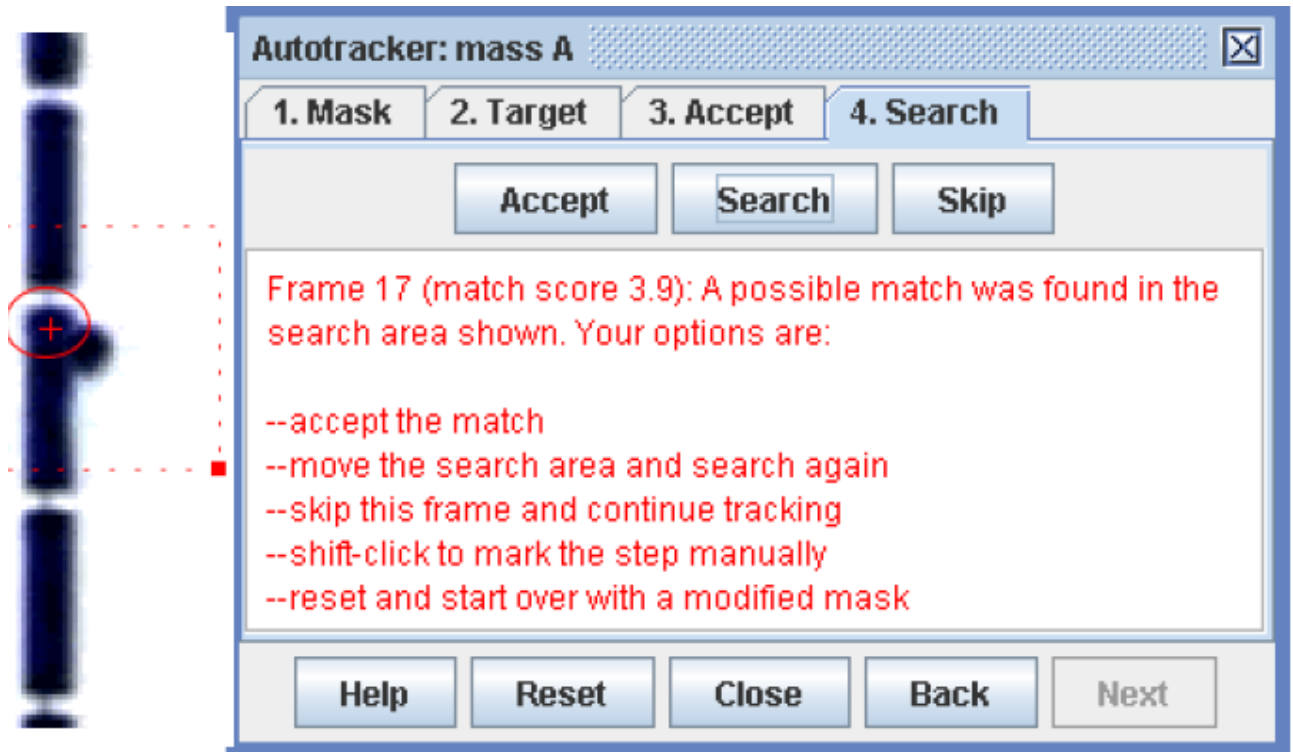 Autotracker: mass A
1. Mask 2. Target 3. Accept 4. Search
Accept Search Skip
Frame 17 (match score 3.9): A possible match was found in the
search area shown. Your options are:
--accept the match
--move the search area and search again
--skip this frame and continue tracking
--shift-click to mark the step manually
--reset and start over with a modified mask
Help Reset Close Back Next